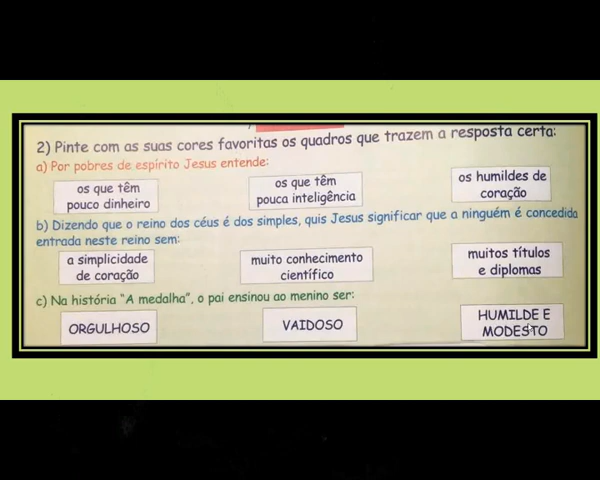 2) Pinte com as suas cores favoritas os quadros que trazem a resposta certa:
a) Por pobres de espírito Jesus entende:
os que têm
pouco dinheiro
os que têm
pouca inteligência
os humildes de
coração
b) Dizendo que o reino dos céus é dos simples, quis Jesus significar que a ninguém é concedida
entrada neste reino sem:
a simplicidade
de coração
muito conhecimento
científico
muitos títulos
e diplomas
c) Na história "A medalha", o pai ensinou ao menino ser:
ORGULHOSO
VAIDOSO
HUMILDE E
MODESTO